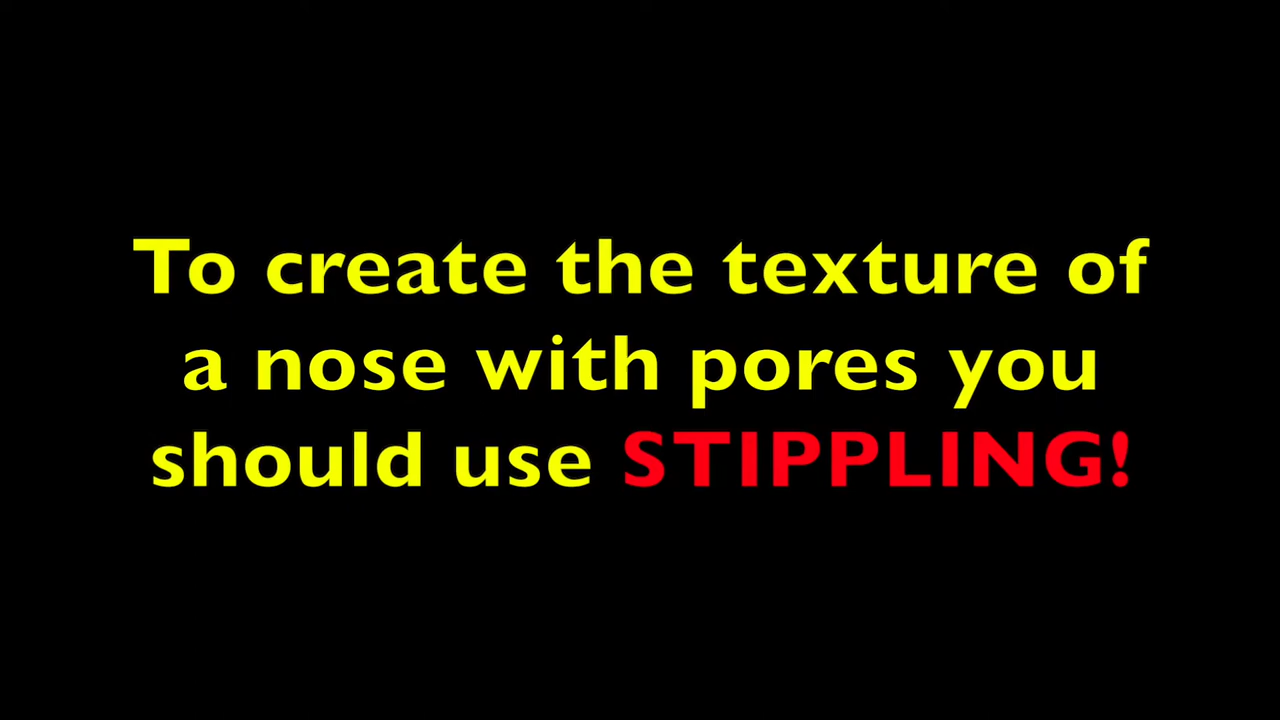 To create the texture of
a nose with pores you
should use STIPPLING!